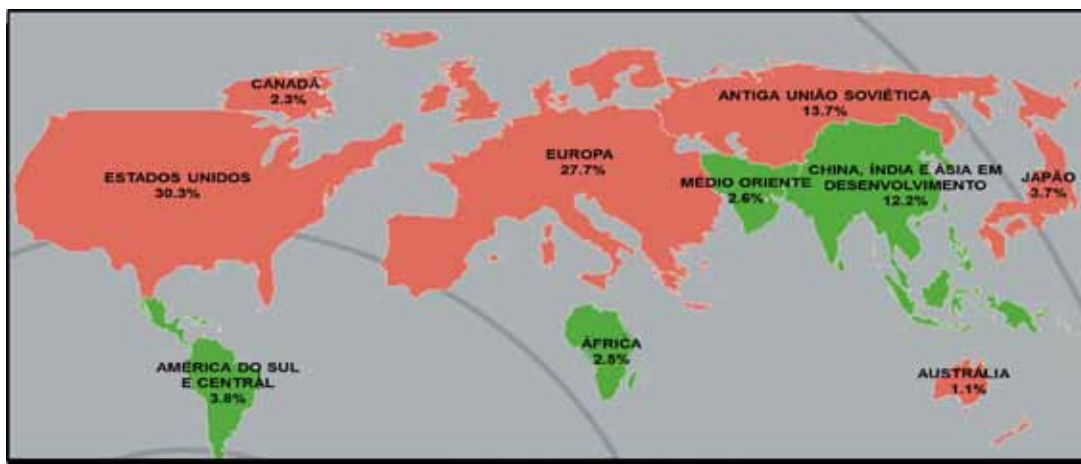 CANADÁ
2.3%
ANTIGA UNIÃO SOVIÉTICA
13.7%
ESTADOS UNIDOS
30.3%
EUROPA
27.7%
MÉDIO ORIENTE
2.6%
CHINA, ÍNDIA E ÁSIA EM
DESENVOLVIMENTO
12.2%
JAPÃO
3.7%
AMÉRICA DO SUL
E CENTRAL
3.8%
ÁFRICA
2.5%
AUSTRÁLIA
1.1%